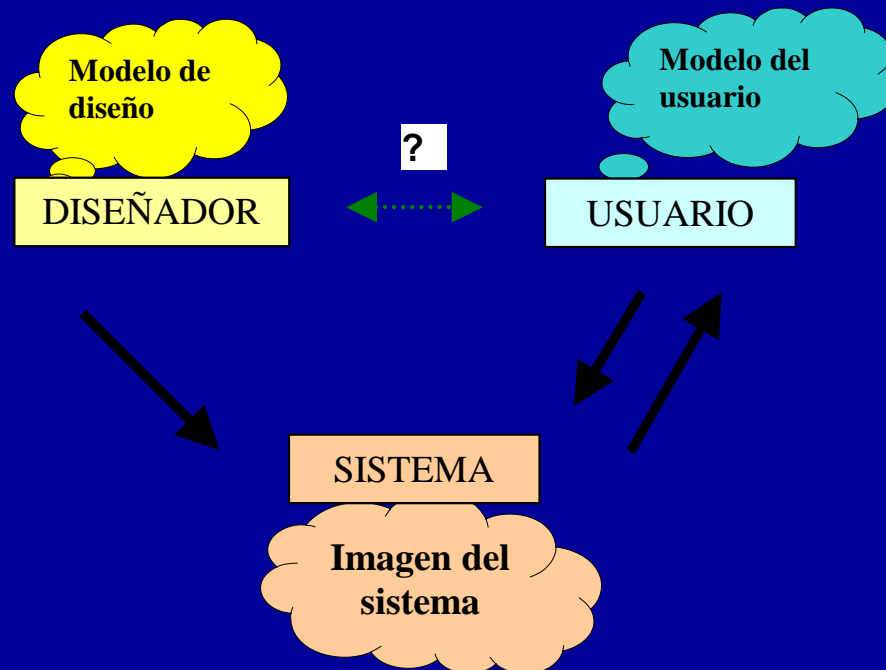 Modelo de
diseño
Modelo del
usuario
?
DISEÑADOR
USUARIO
SISTEMA
Imagen del
sistema